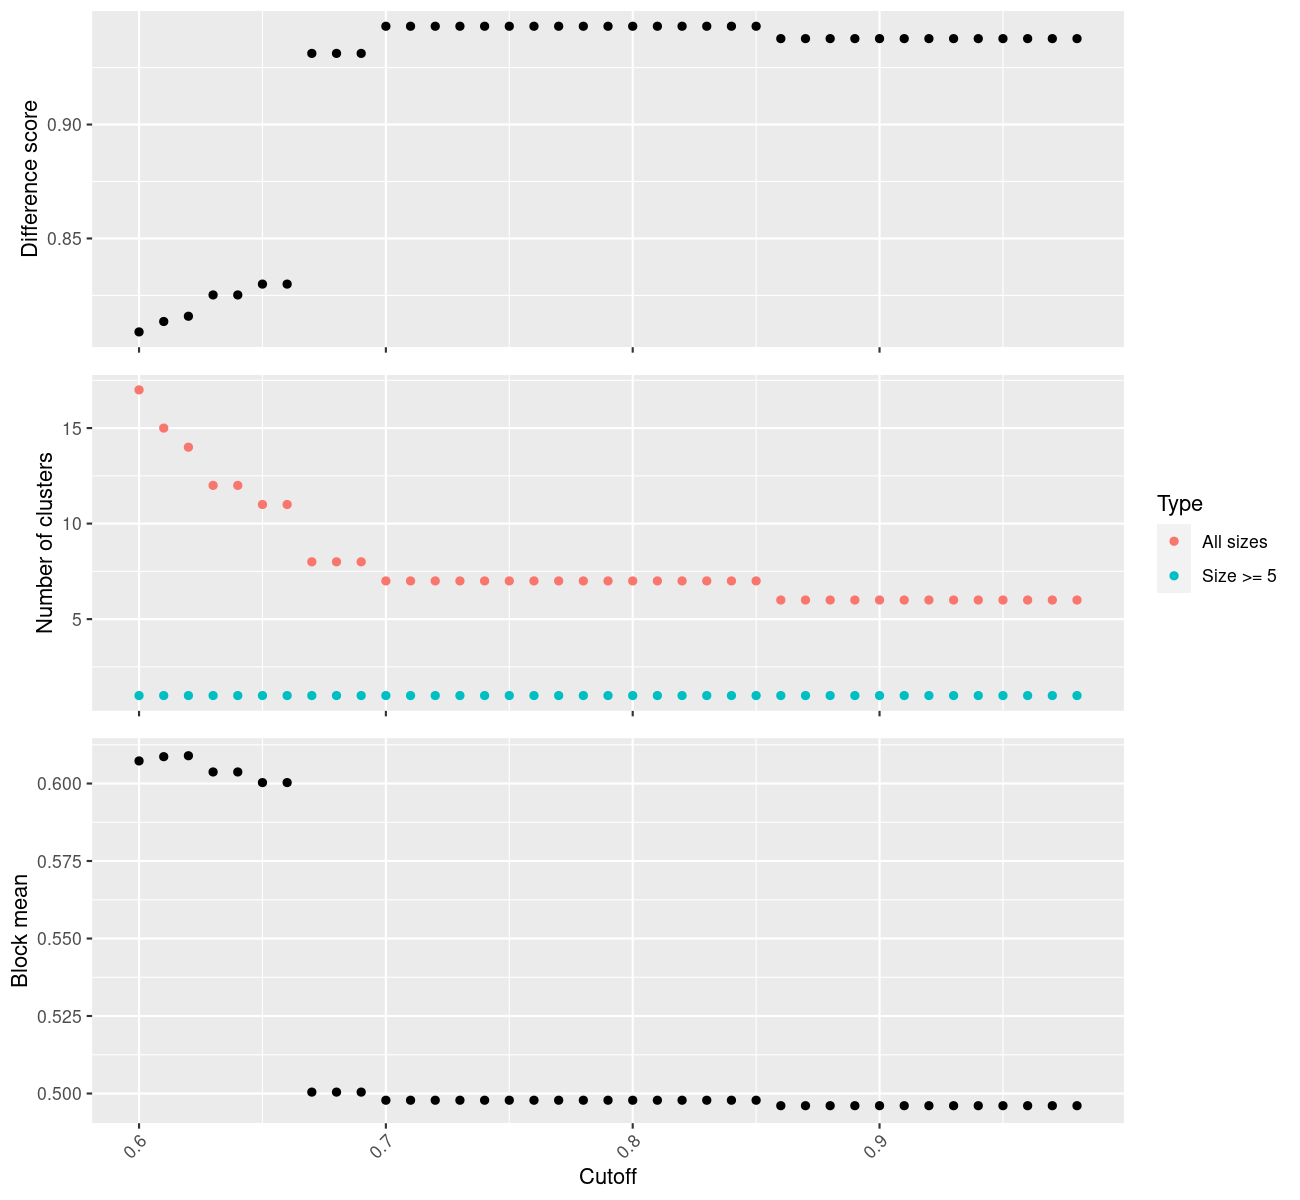 Difference score
0.90
0.85
Number of clusters
15
10
5
Type
All sizes
Size >= 5
Block mean
0.600
0.575
0.550
0.525
0.500
0.6
0.7
0.8
0.9
Cutoff